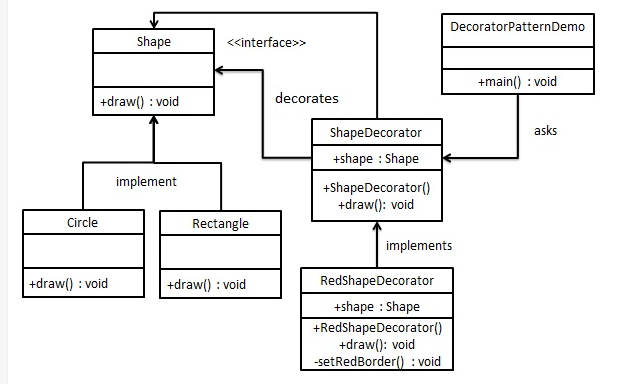 Shape
<<interface>>
+draw() : void
DecoratorPatternDemo
+main() : void
decorates
asks
ShapeDecorator
+shape : Shape
+ShapeDecorator()
+draw(): void
implement
Circle
+draw() : void
Rectangle
+draw() : void
implements
RedShapeDecorator
+shape : Shape
+RedShapeDecorator()
+draw(): void
-setRedBorder() : void